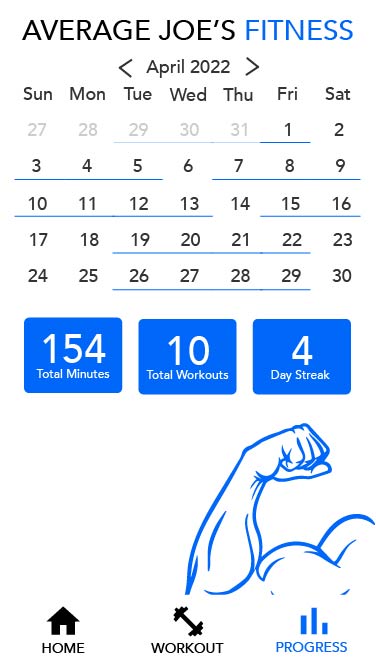 AVERAGE JOE'S FITNESS
April 2022
Sun Mon Tue Wed Thu Fri Sat
27 28 29 30 31 1 2
3 4 5 6 7 8 9
10 11 12 13 14 15 16
17 18 19 20 21 22 23
24 25 26 27 28 29 30
154 10 4
Total Minutes Total Workouts Day Streak
HOME WORKOUT PROGRESS